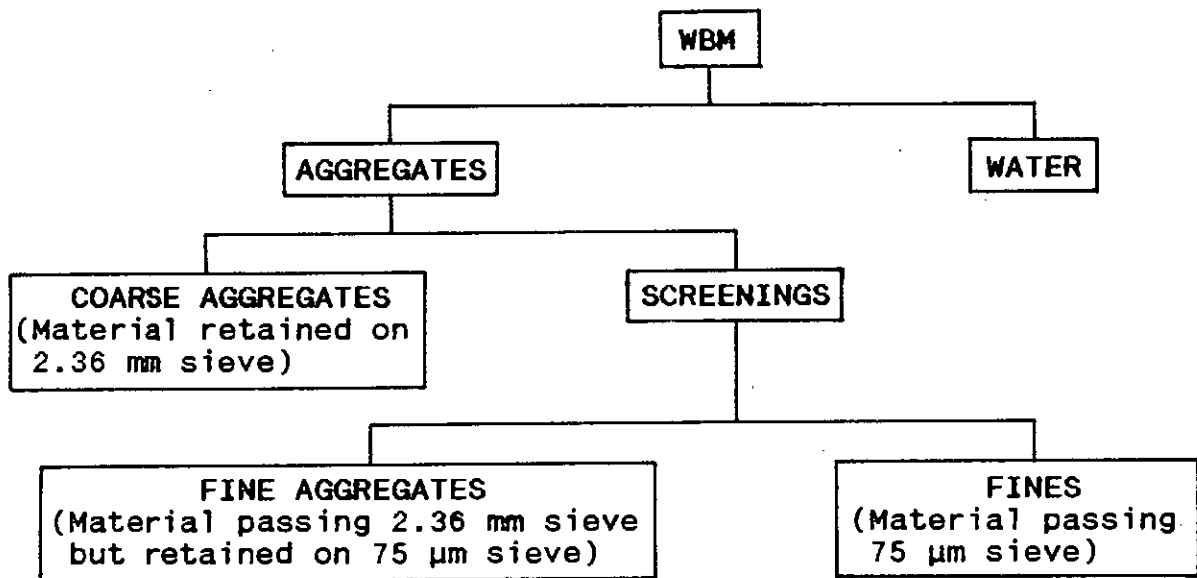 WBM
AGGREGATES
WATER
COARSE AGGREGATES
(Material retained on
2.36 mm sieve)
SCREENINGS
FINE AGGREGATES
(Material passing 2.36 mm sieve
but retained on 75 µm sieve)
FINES
(Material passing
75 µm sieve)